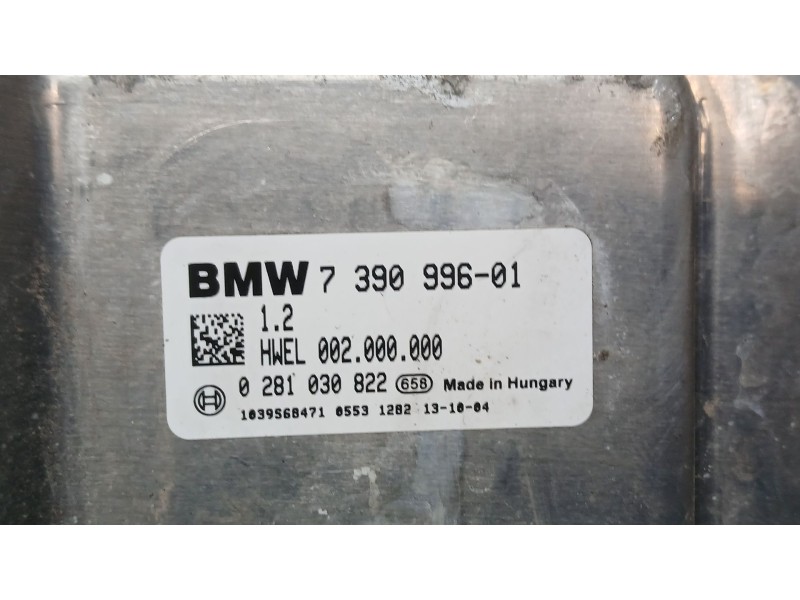 BMW 7 390 996-01
1.2
HWEL 002.000.000
0 281 030 822 658 Made in Hungary
1039S68471 0553 1282 13-10-04